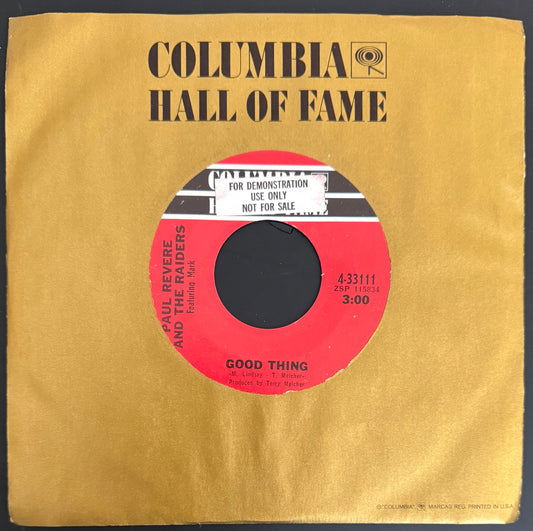 COLUMBIA
HALL OF FAME
COLUMBIA
FOR DEMONSTRATION
USE ONLY
NOT FOR SALE
PAUL REVERE
AND THE RAIDERS
Featuring Mark
4-33111
ZSP 115834
3:00
GOOD THING
-M. Lindsay - T. Melcher-
Produced by Terry Melcher
®"COLUMBIA", MARCAS REG. PRINTED IN U.S.A.